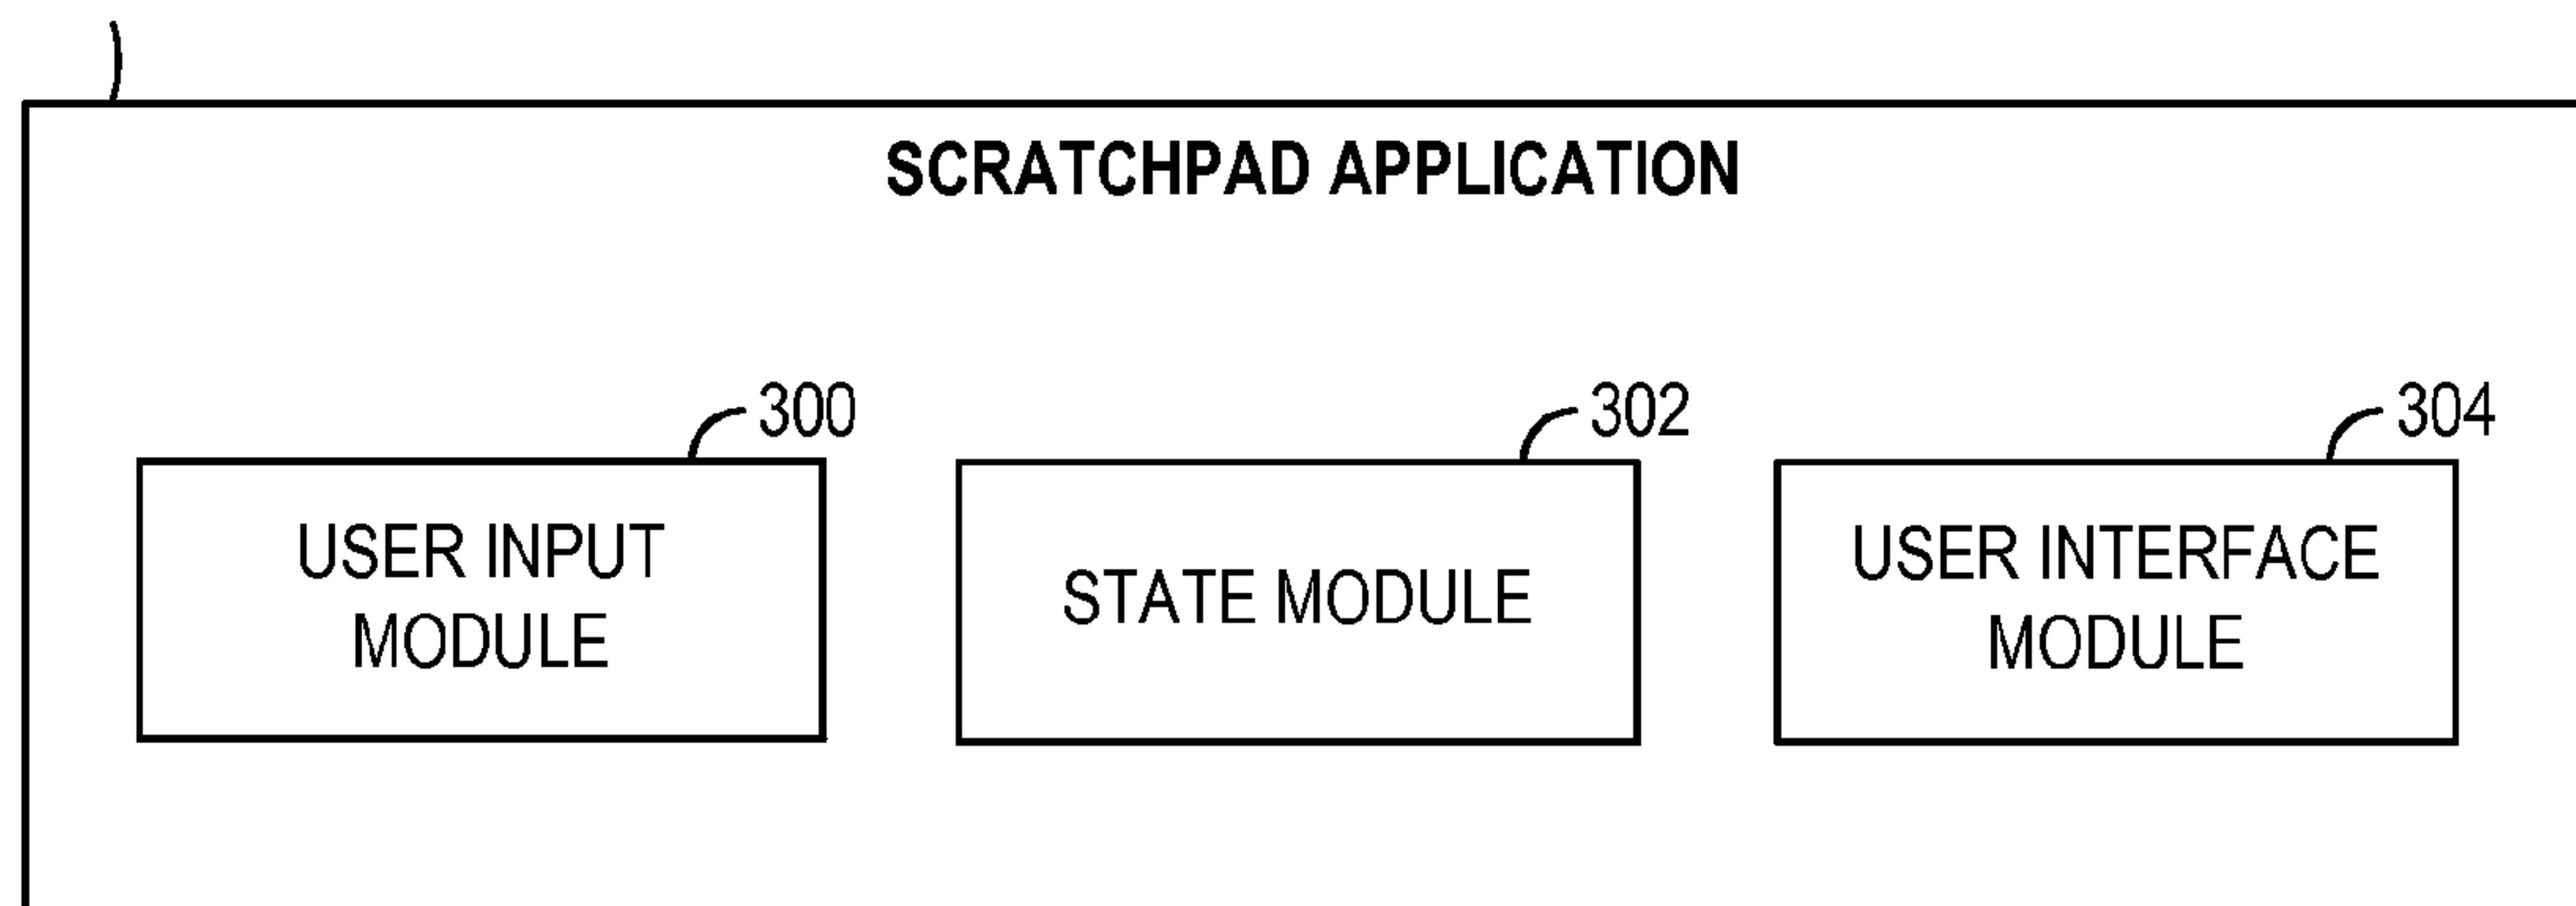 SCRATCHPAD APPLICATION
300
302
304
USER INPUT
MODULE
STATE MODULE
USER INTERFACE
MODULE